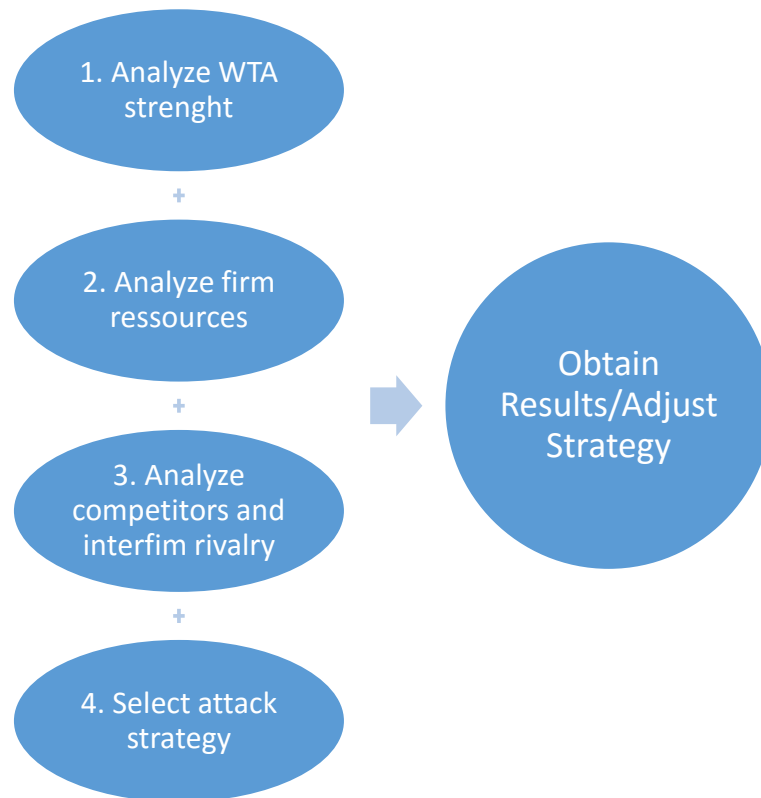 1. Analyze WTA
strenght
2. Analyze firm
ressources
3. Analyze
competitors and
interfim rivalry
4. Select attack
strategy
Obtain
Results/Adjust
Strategy